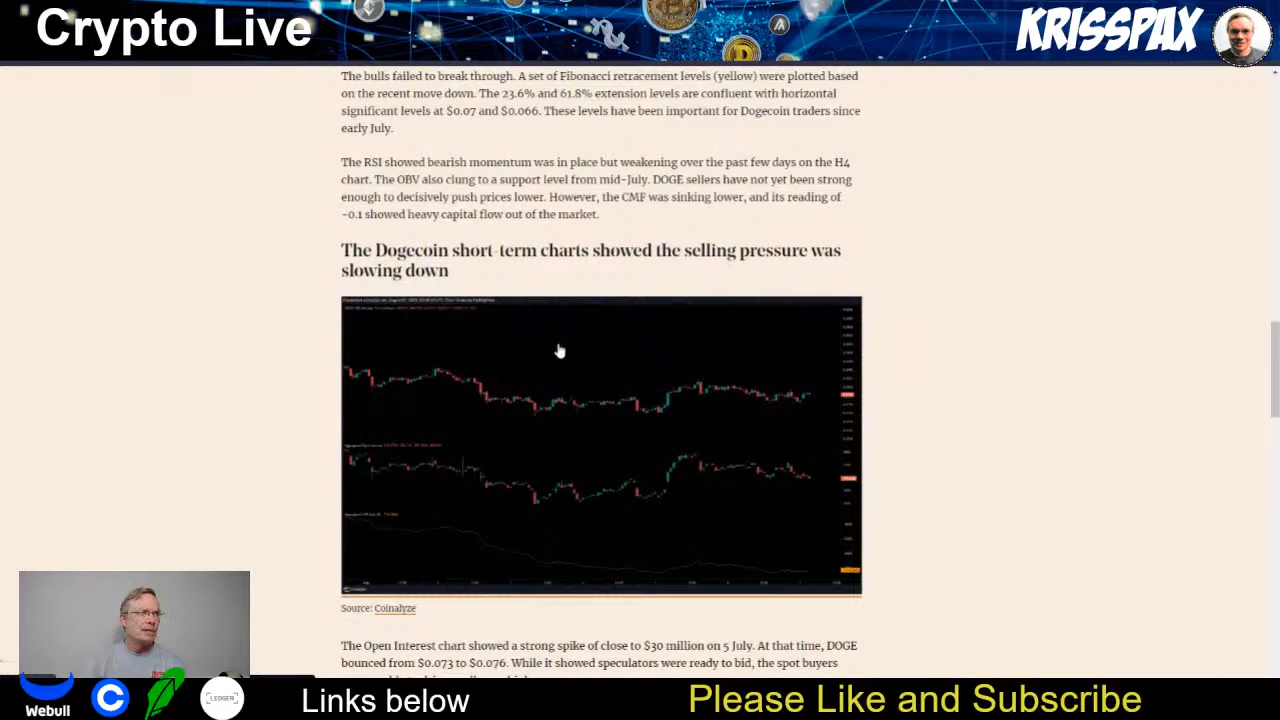 Crypto Live
KRISSPAX
The bulls failed to break through. A set of Fibonacci retracement levels (yellow) were plotted based
on the recent move down. The 23.6% and 61.8% extension levels are confluent with horizontal
significant levels at $0.07 and $0.066. These levels have been important for Dogecoin traders since
early July.
The RSI showed bearish momentum was in place but weakening over the past few days on the H4
chart. The OBV also clung to a support level from mid-July. DOGE sellers have not yet been strong
enough to decisively push prices lower. However, the CMF was sinking lower, and its reading of
-0.1 showed heavy capital flow out of the market.
The Dogecoin short-term charts showed the selling pressure was
slowing down
Source: Coinalyze
The Open Interest chart showed a strong spike of close to $30 million on 5 July. At that time, DOGE
bounced from $0.073 to $0.076. While it showed speculators were ready to bid, the spot buyers
Webull
LEDGER
Links below
Please Like and Subscribe